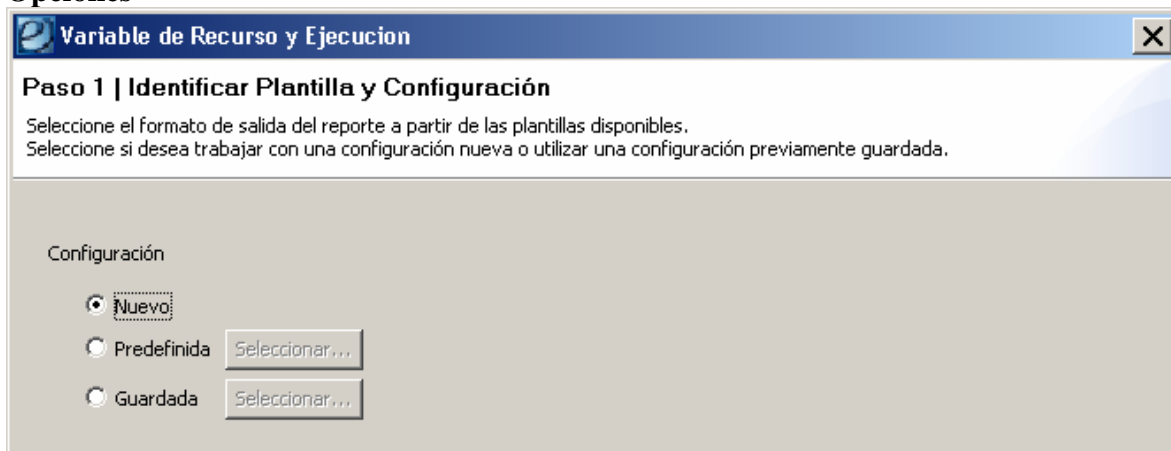 Opciones
Variable de Recurso y Ejecucion
Paso 1 | Identificar Plantilla y Configuración
Seleccione el formato de salida del reporte a partir de las plantillas disponibles.
Seleccione si desea trabajar con una configuración nueva o utilizar una configuración previamente guardada.
Configuración
Nuevo
Predefinida Seleccionar...
Guardada Seleccionar...